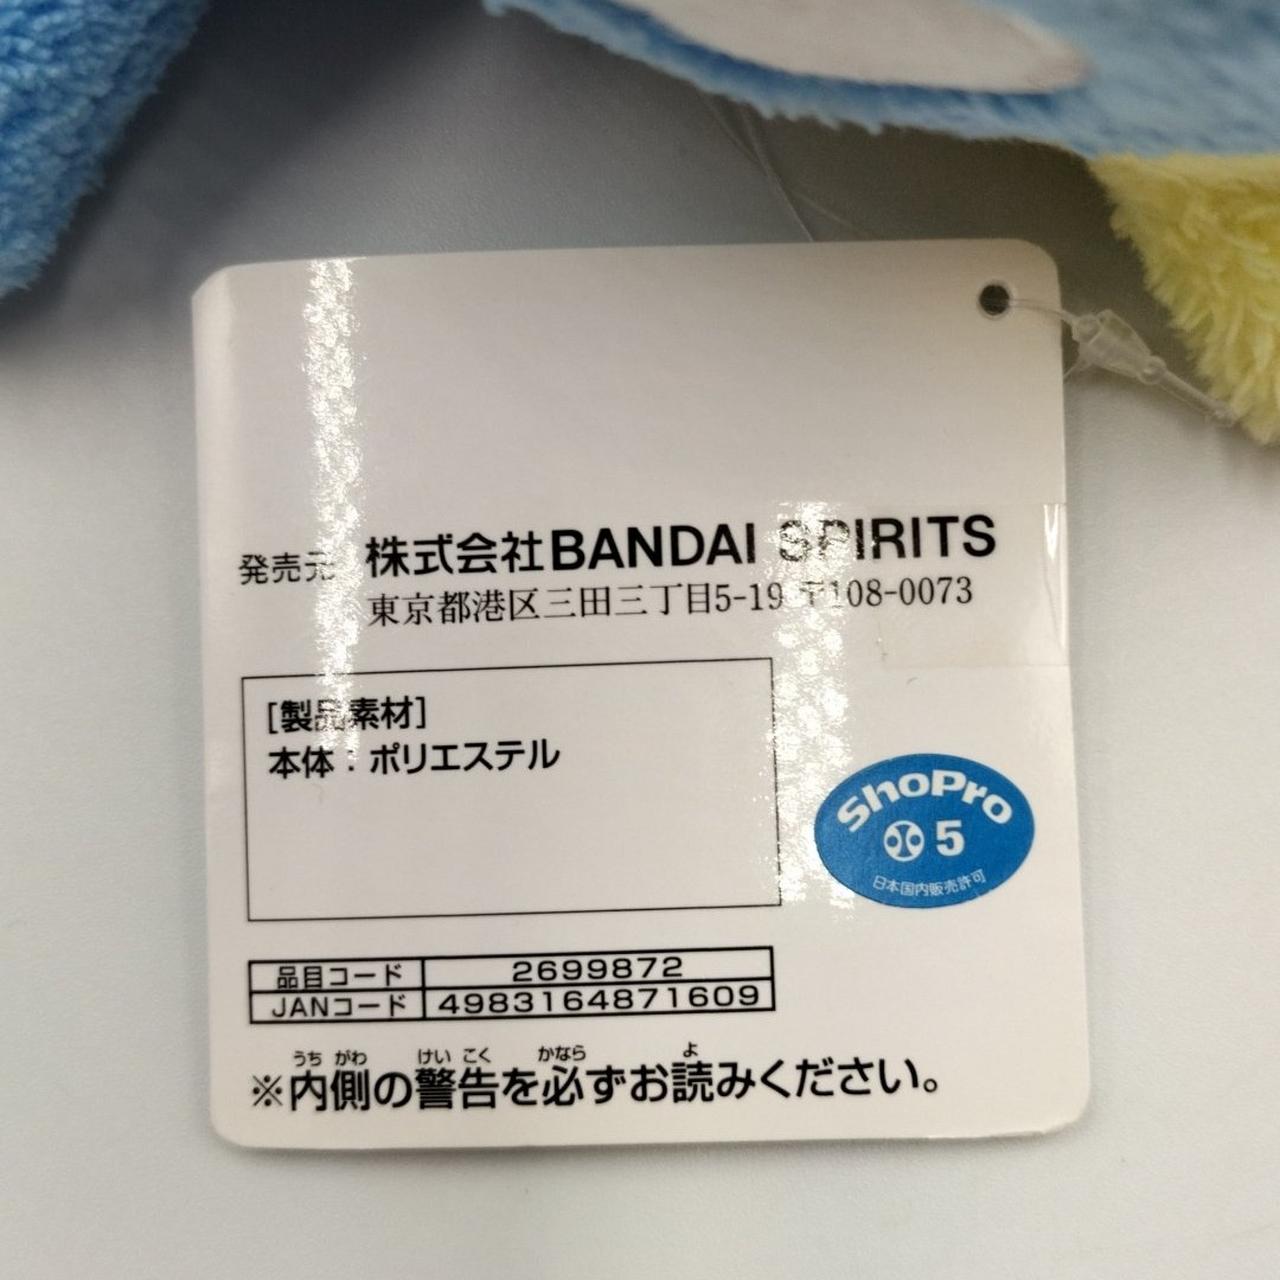 発売元 株式会社BANDAI SPIRITS
東京都港区三田三丁目5-19 〒108-0073
[製品素材]
本体：ポリエステル
ShoPro
5
日本国内販売許可
品目コード 2699872
JANコード 4983164871609
うち がわ けい こく かなら よ
※内側の警告を必ずお読みください。